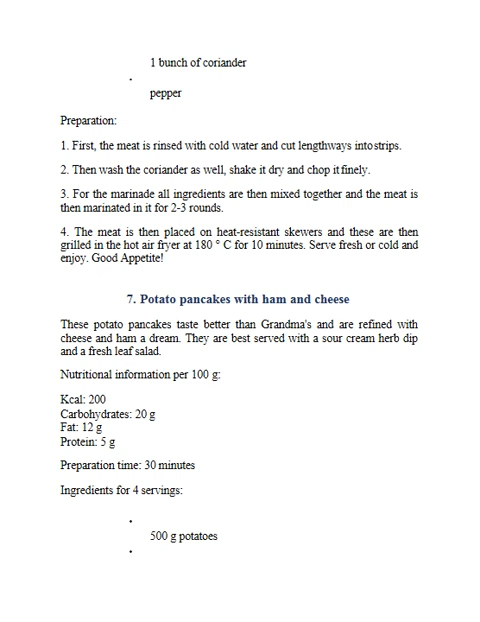 1 bunch of coriander
•
pepper
Preparation:
1. First, the meat is rinsed with cold water and cut lengthways into strips.
2. Then wash the coriander as well, shake it dry and chop it finely.
3. For the marinade all ingredients are then mixed together and the meat is
then marinated in it for 2-3 rounds.
4. The meat is then placed on heat-resistant skewers and these are then
grilled in the hot air fryer at 180 ° C for 10 minutes. Serve fresh or cold and
enjoy. Good Appetite!
7. Potato pancakes with ham and cheese
These potato pancakes taste better than Grandma's and are refined with
cheese and ham a dream. They are best served with a sour cream herb dip
and a fresh leaf salad.
Nutritional information per 100 g:
Kcal: 200
Carbohydrates: 20 g
Fat: 12 g
Protein: 5 g
Preparation time: 30 minutes
Ingredients for 4 servings:
•
500 g potatoes
•